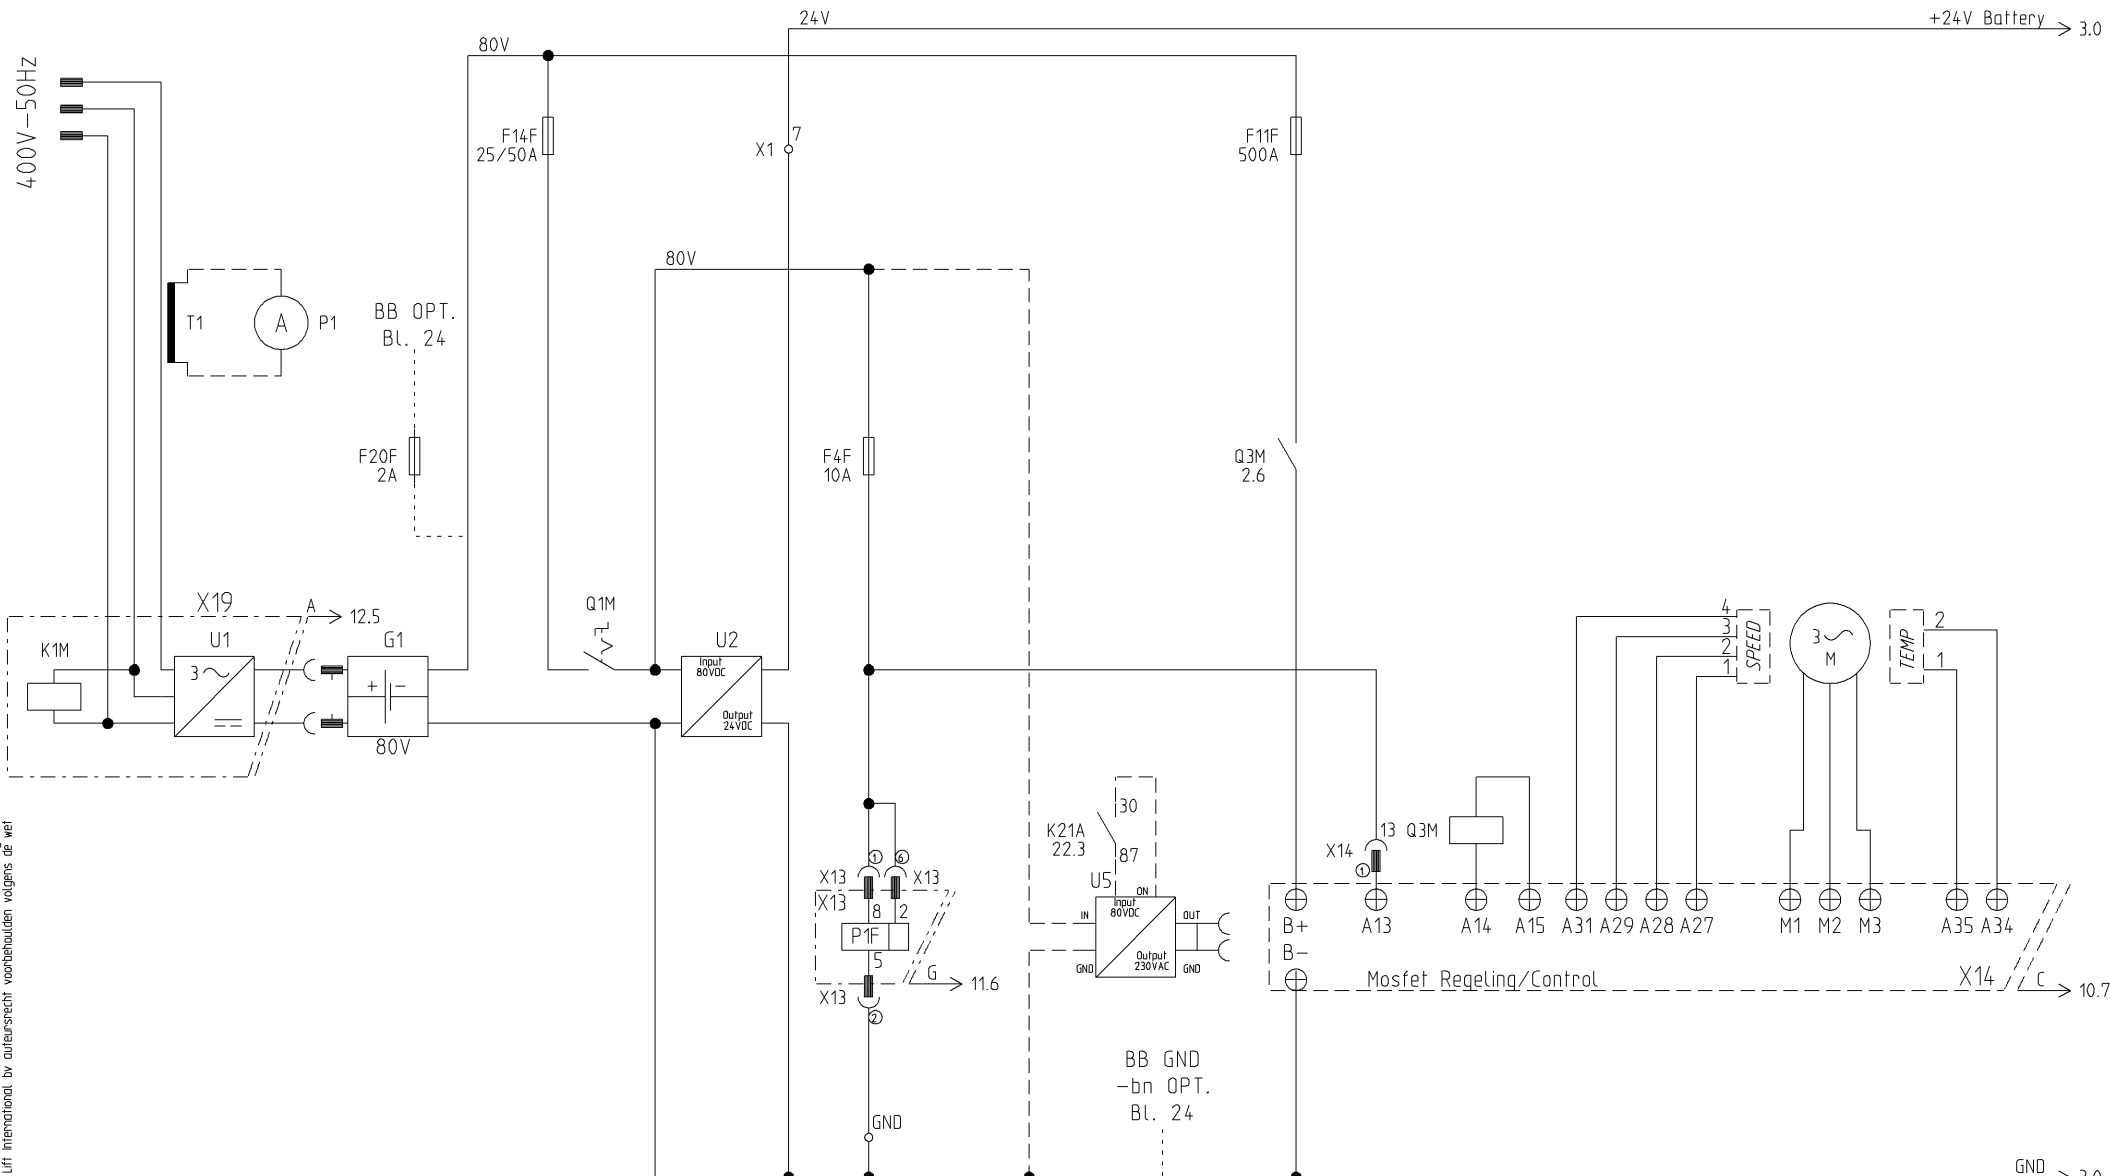 24V
+24V Battery
3.0
80V
400V-50Hz
F14F
25/50A
7
X1
F11F
500A
80V
T1
A
P1
BB OPT.
Bl. 24
F20F
2A
F4F
10A
Q3M
2.6
X19
A
12.5
K1M
U1
3
G1
+ -
80V
Q1M
U2
Input
80VDC
Output
24VDC
4
3
2
1
SPEED
3
M
TEMP
2
1
K21A
22.3
30
87
13
Q3M
X14
1
1
6
X13
X13
X13
8
2
P1F
5
G
11.6
X13
2
U5
ON
Input
80VDC
IN
OUT
Output
230VAC
GND
GND
B+
A13
A14
A15
A31
A29
A28
A27
M1
M2
M3
A35
A34
B-
Mosfet Regeling/Control
X14
C
10.7
BB GND
-bn OPT.
Bl. 24
GND
GND
Lift International bv auteursrecht voorbehoulden volgens de wet